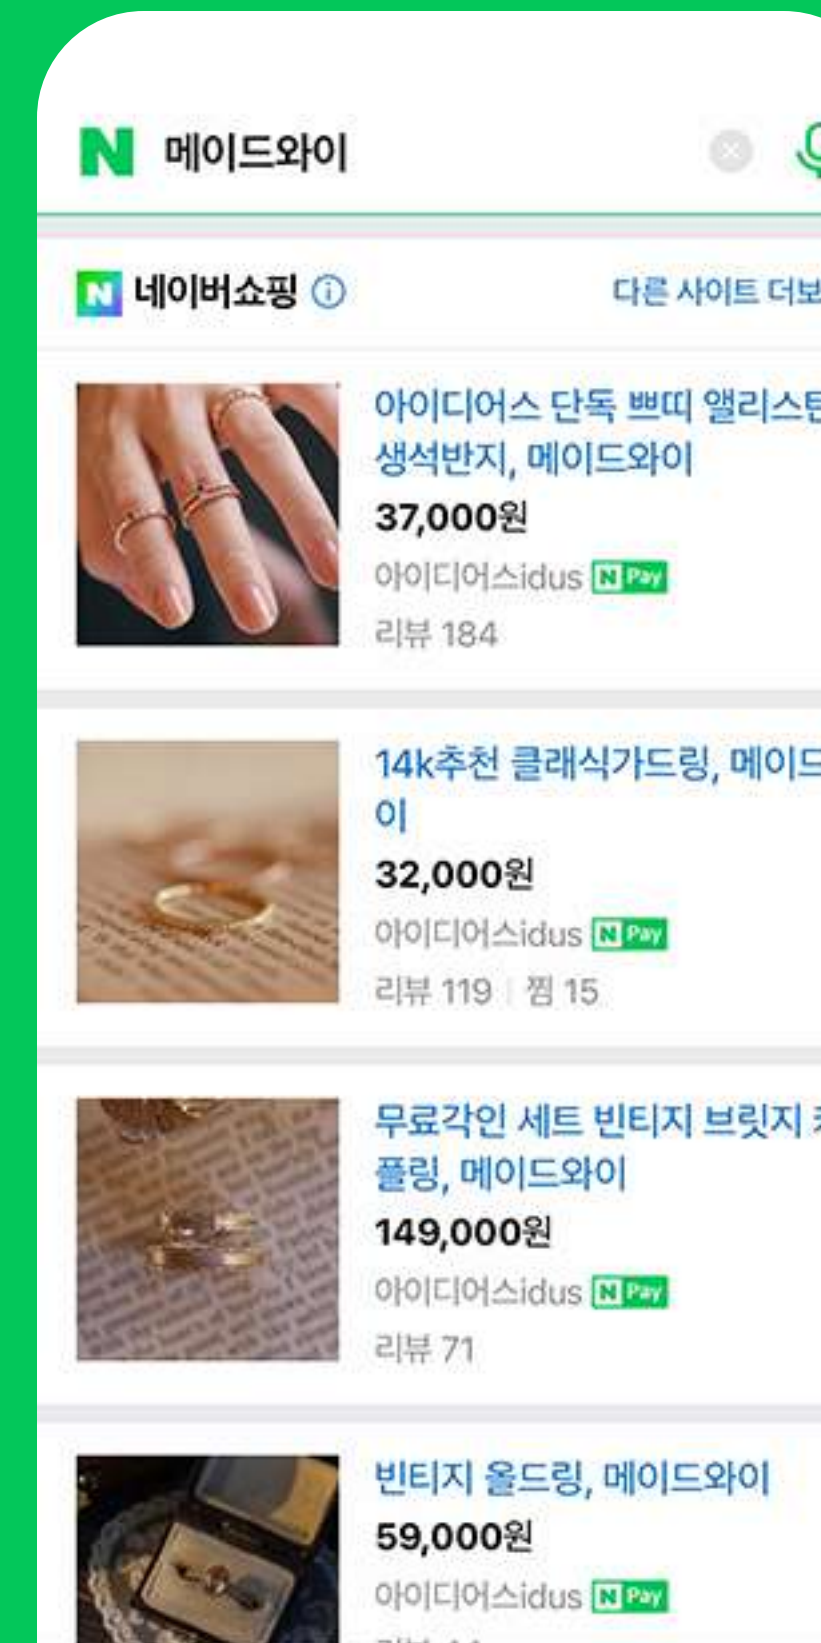 N 메이드와이
N 네이버쇼핑 다른 사이트 더보
아이디어스 단독 쁘띠 앨리스탄
생석반지, 메이드와이
37,000원
아이디어스idus N Pay
리뷰 184
14k추천 클래식가드링, 메이드
이
32,000원
아이디어스idus N Pay
리뷰 119 찜 15
무료각인 세트 빈티지 브릿지
플링, 메이드와이
149,000원
아이디어스idus N Pay
리뷰 71
빈티지 올드링, 메이드와이
59,000원
아이디어스idus N Pay